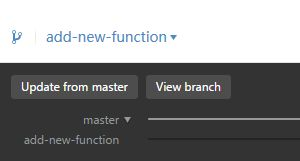 add-new-function
Update from master View branch
master
add-new-function